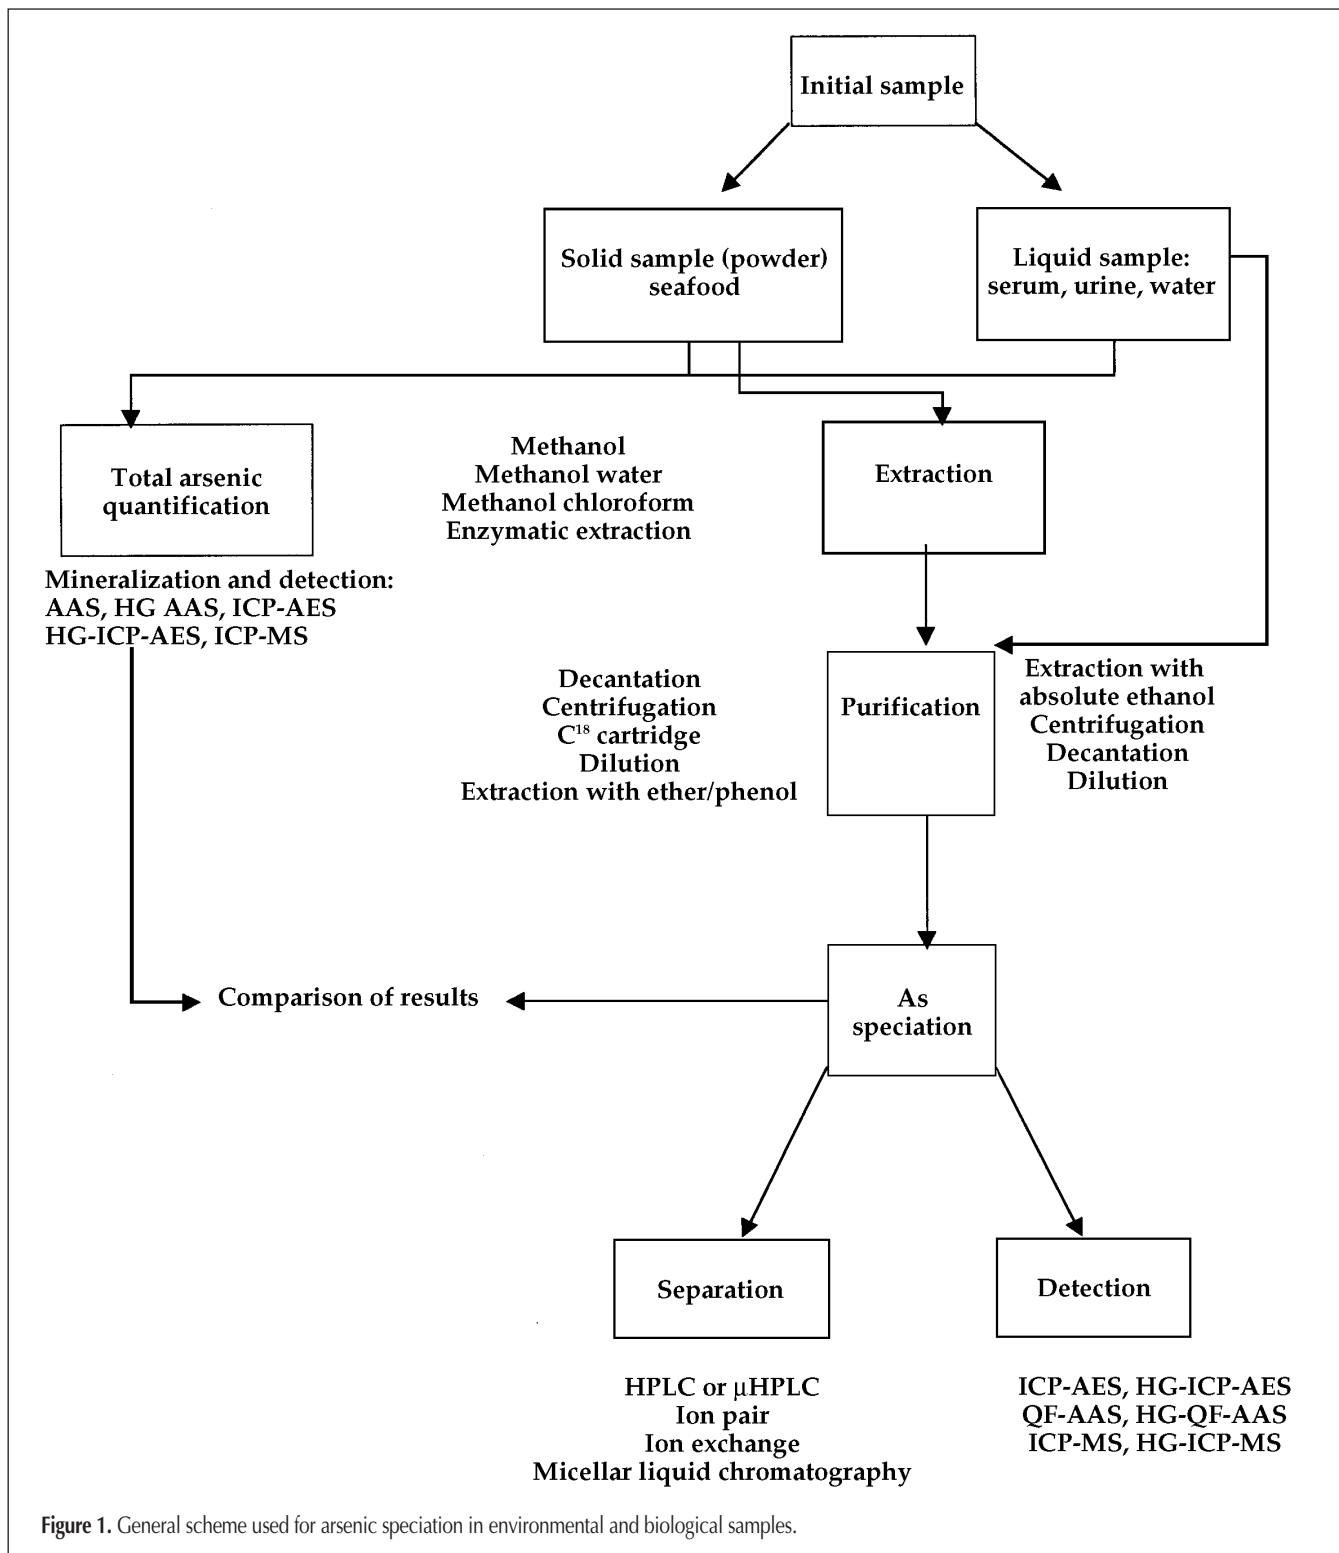 Initial sample
Solid sample (powder)
seafood
Liquid sample:
serum, urine, water
Total arsenic
quantification
Mineralization and detection:
AAS, HG AAS, ICP-AES
HG-ICP-AES, ICP-MS
Methanol
Methanol water
Methanol chloroform
Enzymatic extraction
Extraction
Decantation
Centrifugation
C¹⁸ cartridge
Dilution
Extraction with ether/phenol
Purification
Extraction with
absolute ethanol
Centrifugation
Decantation
Dilution
Comparison of results
As
speciation
Separation
Detection
HPLC or µHPLC
Ion pair
Ion exchange
Micellar liquid chromatography
ICP-AES, HG-ICP-AES
QF-AAS, HG-QF-AAS
ICP-MS, HG-ICP-MS
Figure 1. General scheme used for arsenic speciation in environmental and biological samples.